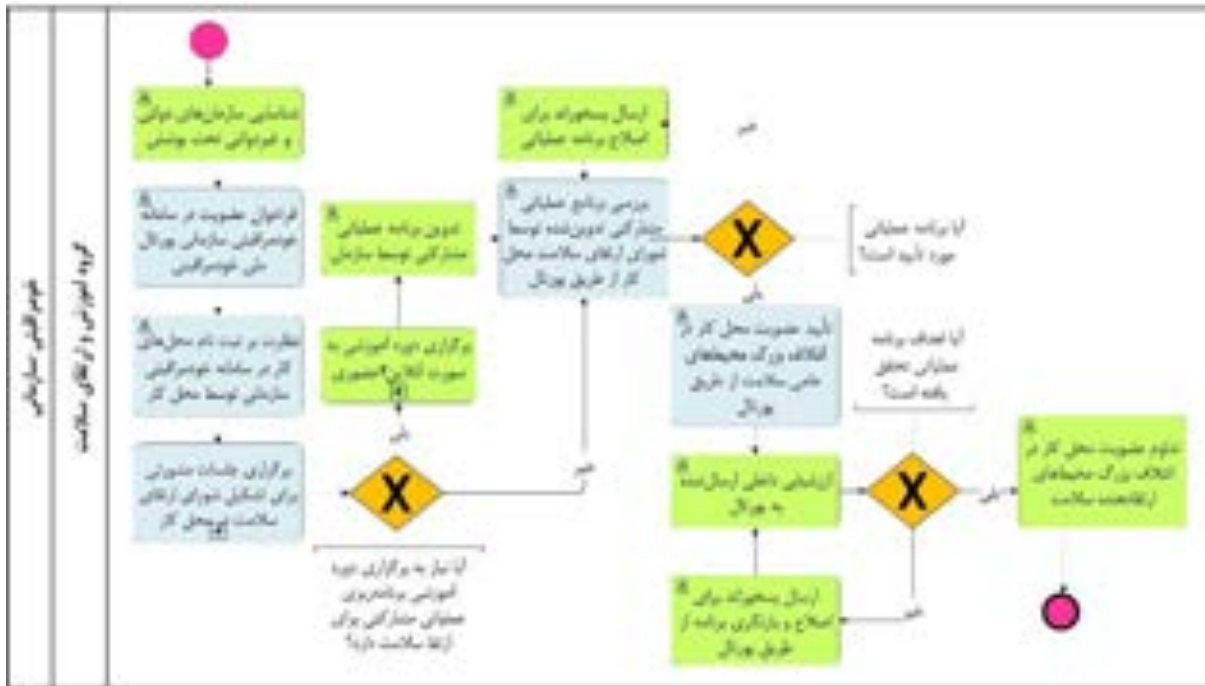 خودمراقبتی سازمانی
گروه آموزش و ارتقای سلامت
شناسایی سازمان‌های دولتی
و غیردولتی تحت پوشش
فراخوان عضویت در سامانه
خودمراقبتی سازمانی پورتال
ملی خودمراقبتی
نظارت بر ثبت نام محل‌های
کار در سامانه خودمراقبتی
سازمانی توسط محل کار
برگزاری جلسات مشورتی
برای تشکیل شورای ارتقای
سلامت در محل کار
آیا نیاز به برگزاری دوره
آموزشی برنامه‌ریزی
عملیاتی مشارکتی برای
ارتقا سلامت دارد؟
بلی
خیر
برگزاری دوره آموزشی به
صورت آنلاین حضوری
تدوین برنامه عملیاتی
مشارکتی توسط سازمان
بررسی برنامج عملیاتی
مشارکتی تدوین‌شده توسط
شورای ارتقای سلامت محل
کار از طریق پورتال
ارسال پسخوراند برای
اصلاح برنامه عملیاتی
خیر
آیا برنامه عملیاتی
مورد تأیید است؟
بلی
تأیید عضویت محل کار در
ائتلاف بزرگ محیط‌های
حامی سلامت از طریق
پورتال
ارزشیابی داخلی ارسال‌شده
به پورتال
آیا اهداف برنامه
عملیاتی تحقق
یافته است؟
خیر
ارسال پسخوراند برای
اصلاح و بازنگری برنامه از
طریق پورتال
بلی
تداوم عضویت محل کار در
ائتلاف بزرگ محیط‌های
ارتقادهنده سلامت